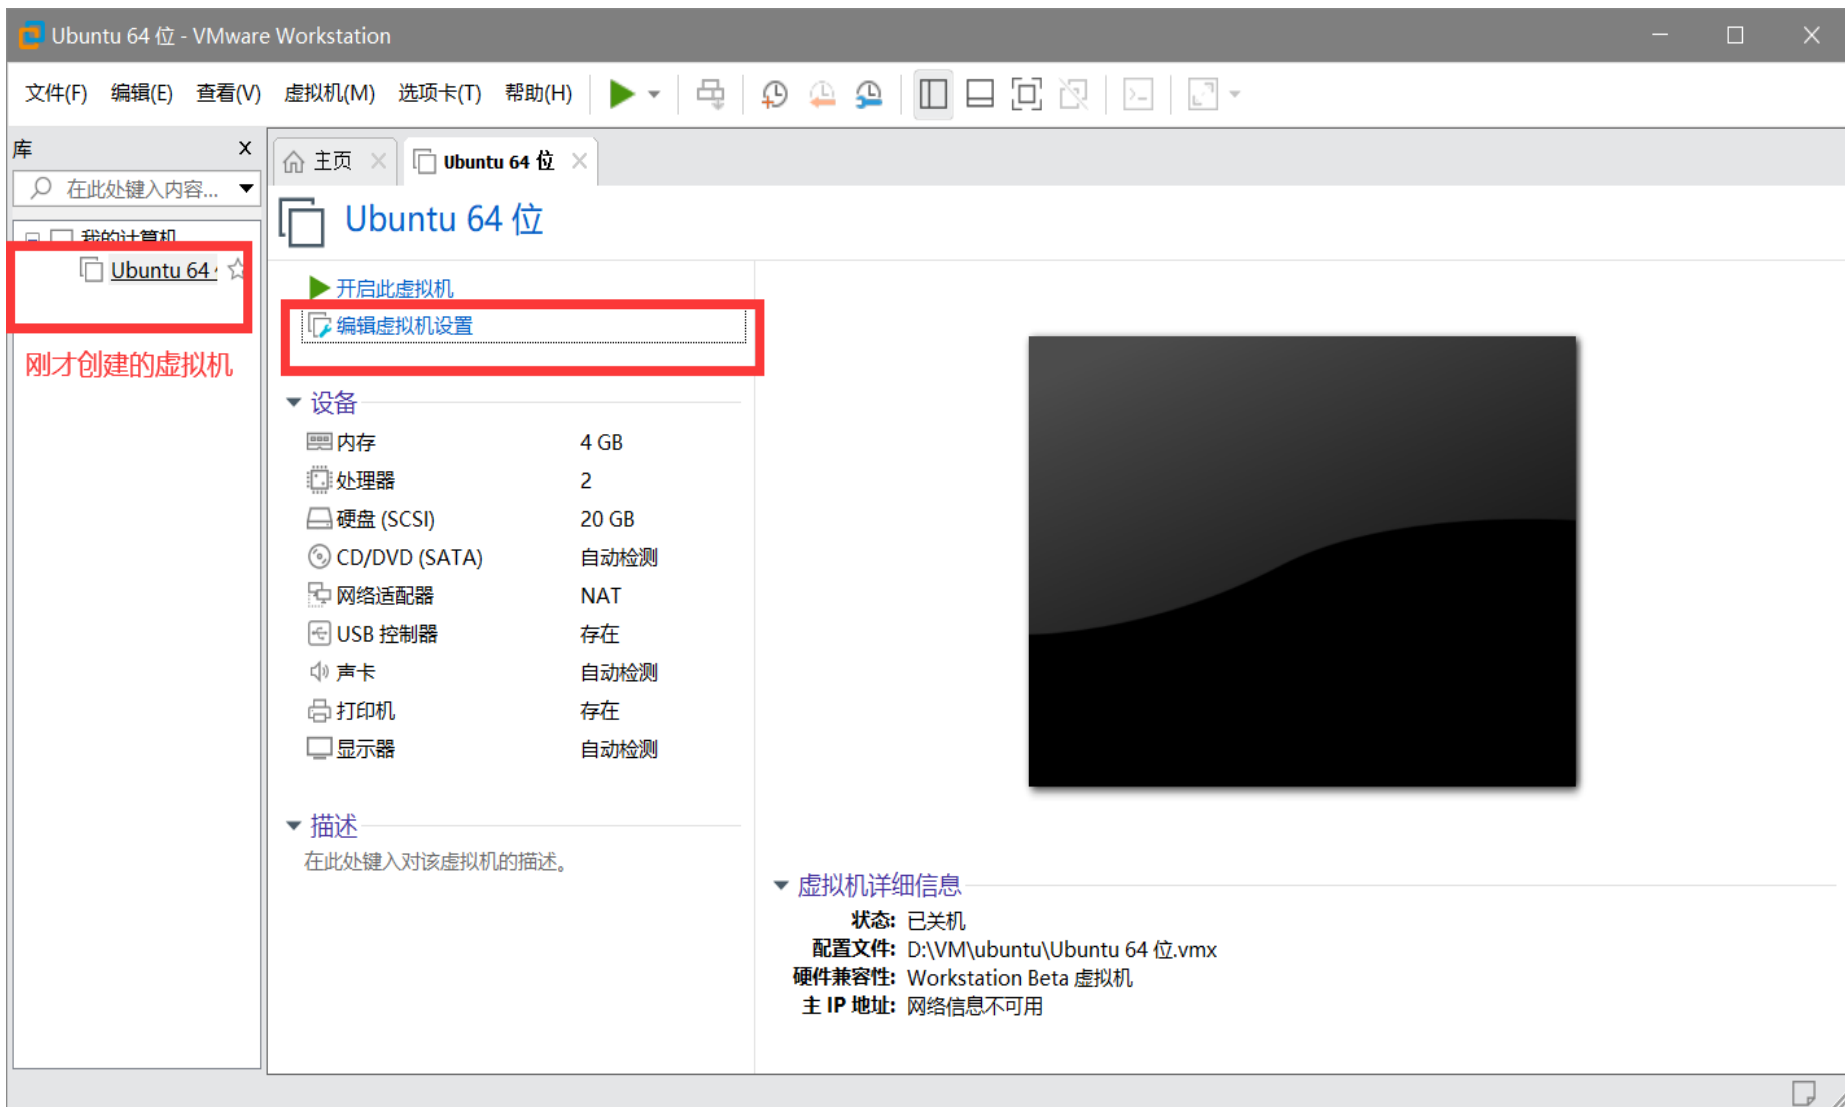 Ubuntu 64 位 - VMware Workstation
文件(F) 编辑(E) 查看(V) 虚拟机(M) 选项卡(T) 帮助(H)
库
在此处键入内容...
我的计算机
Ubuntu 64
刚才创建的虚拟机
主页
Ubuntu 64 位
Ubuntu 64 位
开启此虚拟机
编辑虚拟机设置
设备
内存 4 GB
处理器 2
硬盘 (SCSI) 20 GB
CD/DVD (SATA) 自动检测
网络适配器 NAT
USB 控制器 存在
声卡 自动检测
打印机 存在
显示器 自动检测
描述
在此处键入对该虚拟机的描述。
虚拟机详细信息
状态: 已关机
配置文件: D:\VM\ubuntu\Ubuntu 64 位.vmx
硬件兼容性: Workstation Beta 虚拟机
主 IP 地址: 网络信息不可用